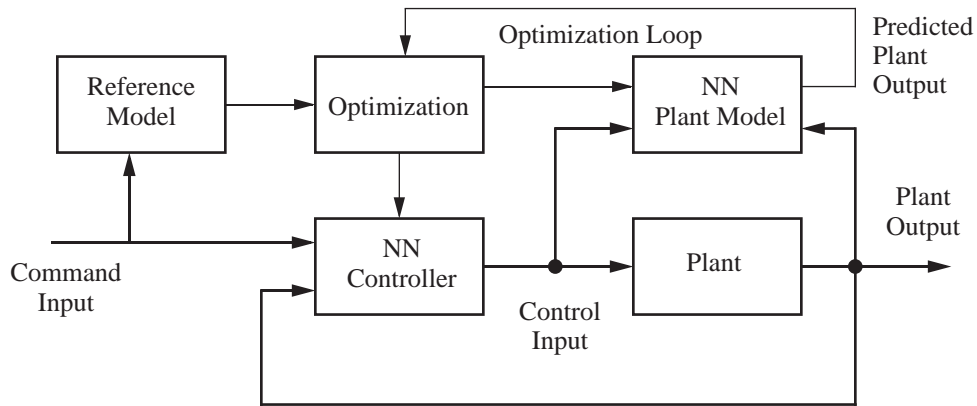 Optimization Loop
Predicted
Plant
Output
Reference
Model
Optimization
NN
Plant Model
Command
Input
NN
Controller
Control
Input
Plant
Plant
Output